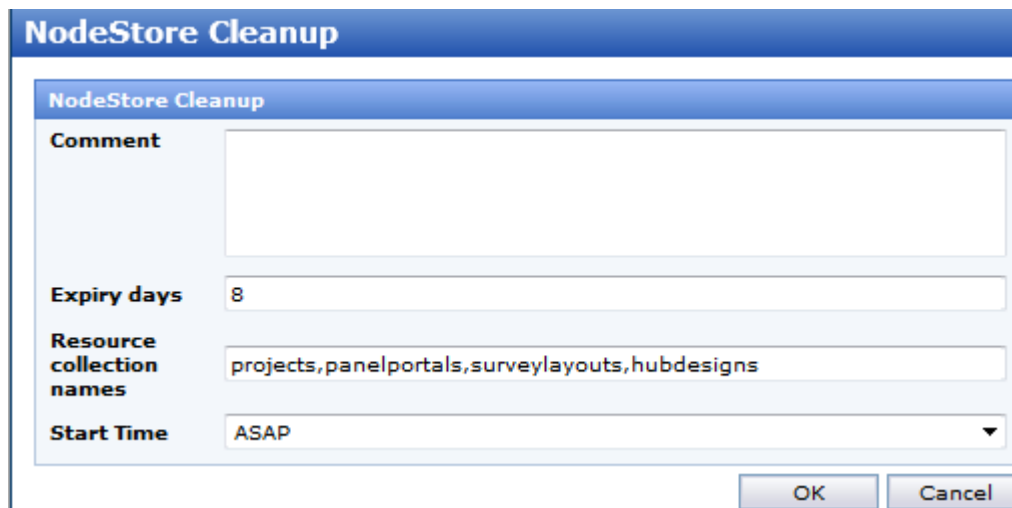 NodeStore Cleanup
NodeStore Cleanup
Comment
Expiry days 8
Resource
collection
names
projects,panelportals,surveylayouts,hubdesigns
Start Time ASAP
OK Cancel